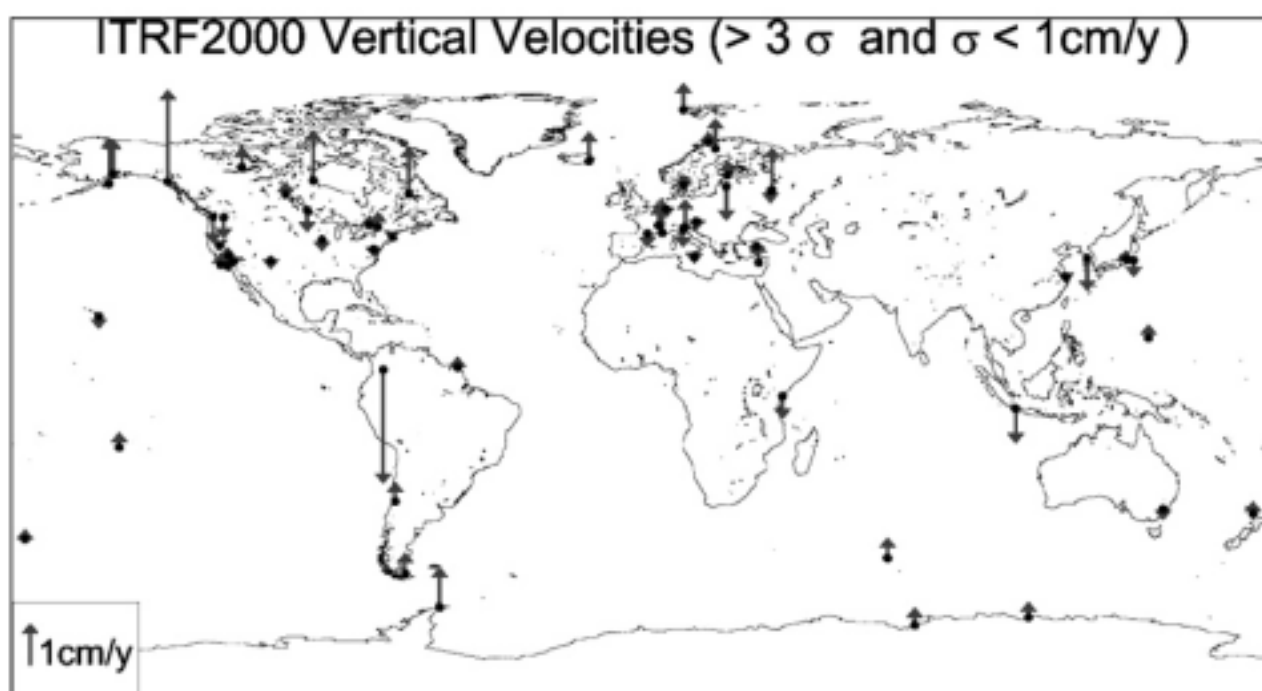 ITRF2000 Vertical Velocities (> 3 σ and σ < 1cm/y )
1cm/y